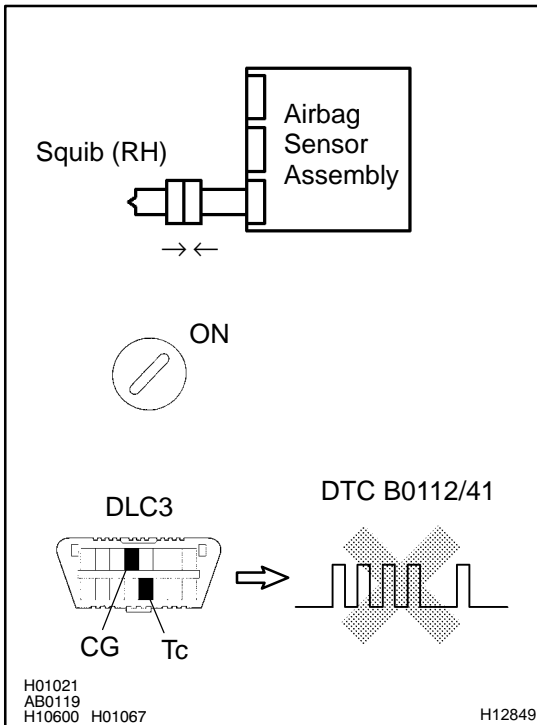 Airbag
Sensor
Assembly
Squib (RH)
ON
DLC3
DTC B0112/41
CG
Tc
H01021
AB0119
H10600 H01067
H12849